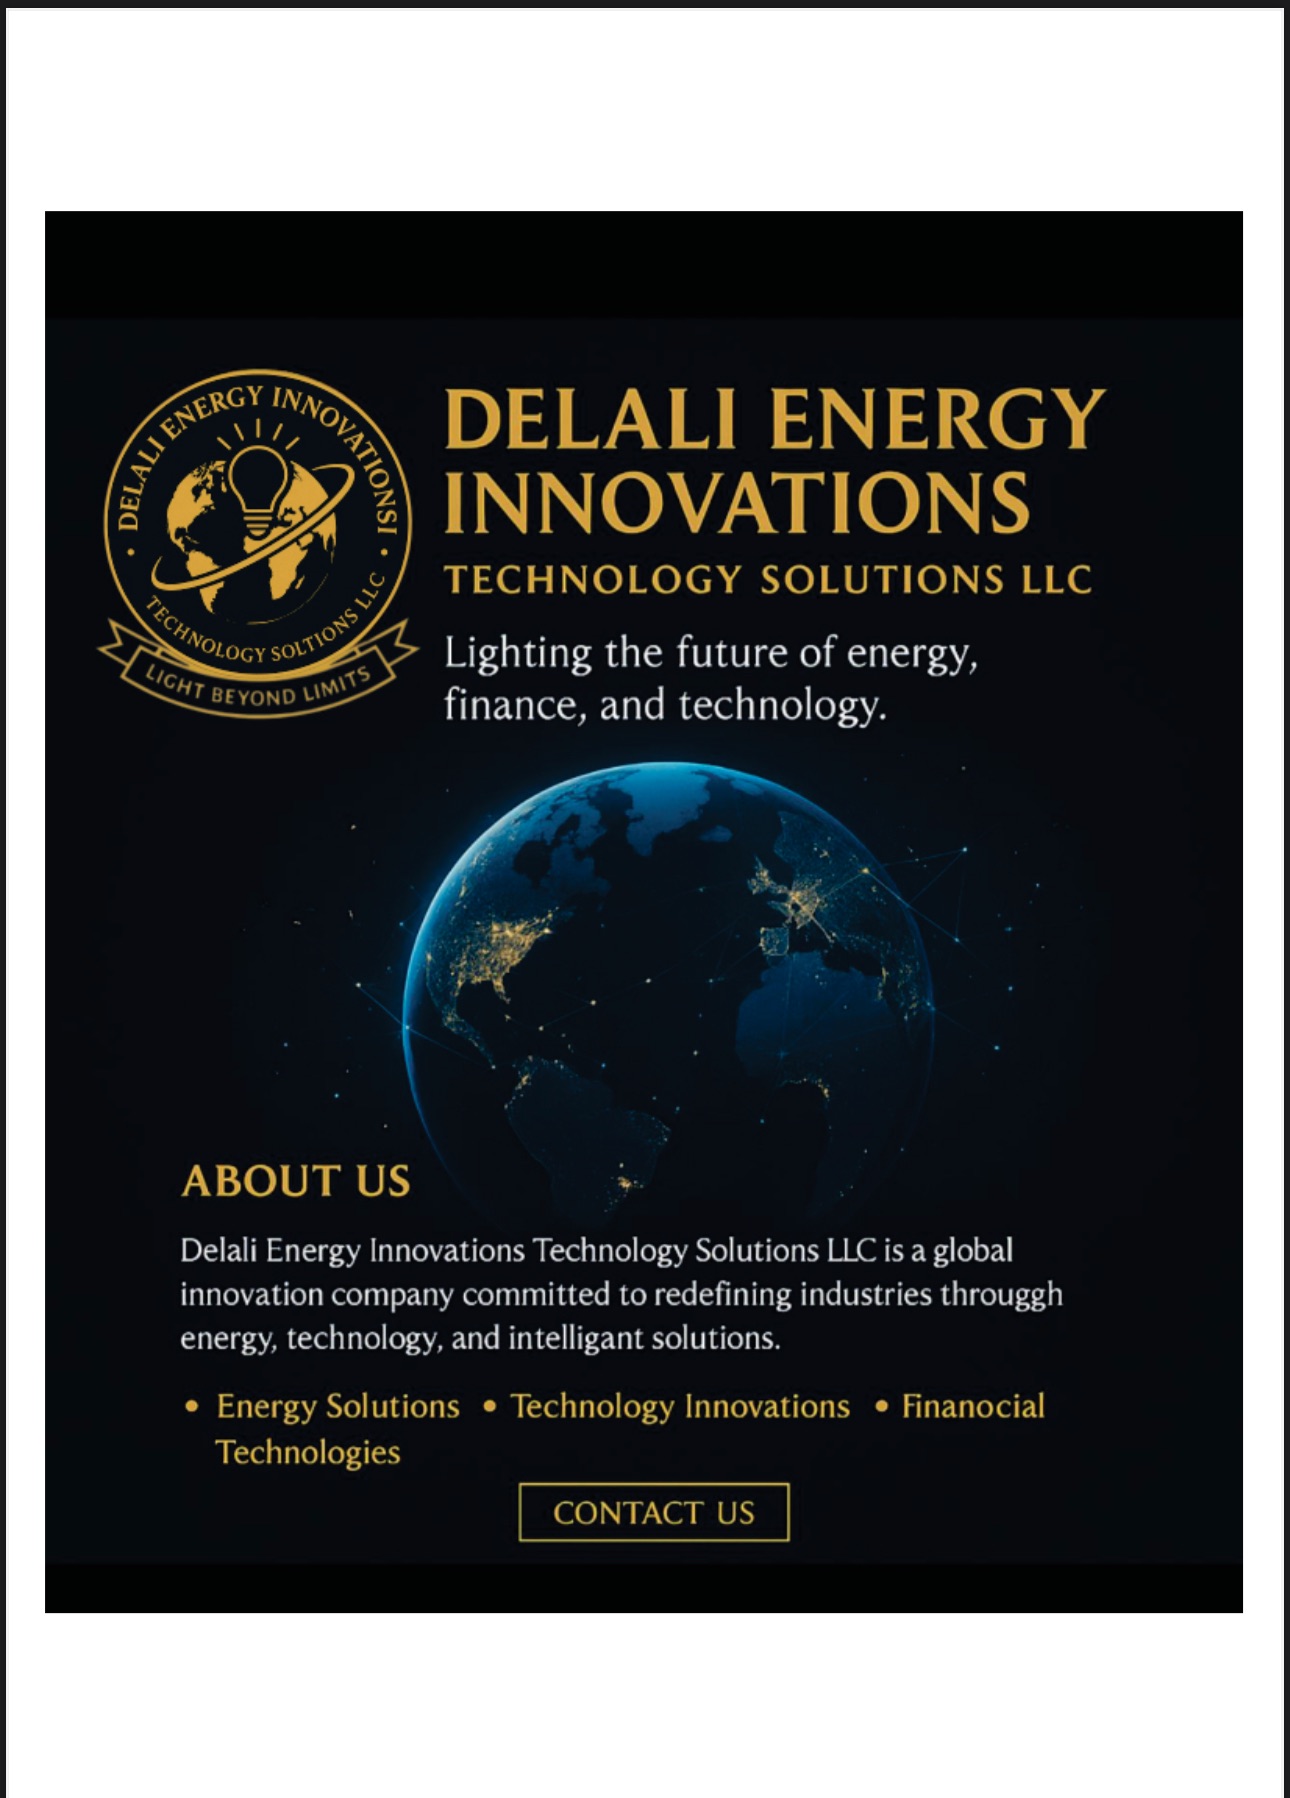 DELALI ENERGY INNOVATIONSI
TECHNOLOGY SOLTIONS LLC
LIGHT BEYOND LIMITS
DELALI ENERGY
INNOVATIONS
TECHNOLOGY SOLUTIONS LLC
Lighting the future of energy,
finance, and technology.
ABOUT US
Delali Energy Innovations Technology Solutions LLC is a global
innovation company committed to redefining industries througgh
energy, technology, and intelligant solutions.
• Energy Solutions • Technology Innovations • Finanocial
Technologies
CONTACT US